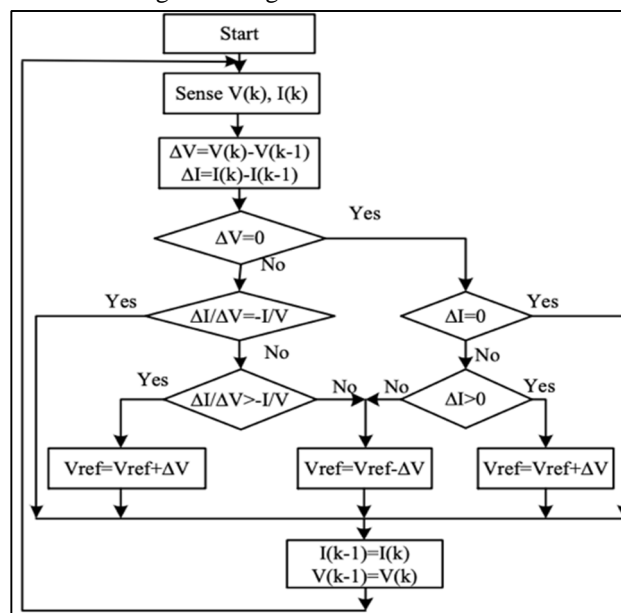 Start
Sense V(k), I(k)
ΔV=V(k)-V(k-1)
ΔI=I(k)-I(k-1)
Yes
ΔV=0
No
Yes
ΔI/ΔV=-I/V
ΔI=0
Yes
No
No
Yes
ΔI/ΔV>-I/V
No
No
ΔI>0
Yes
Vref=Vref+ΔV
Vref=Vref-ΔV
Vref=Vref+ΔV
I(k-1)=I(k)
V(k-1)=V(k)